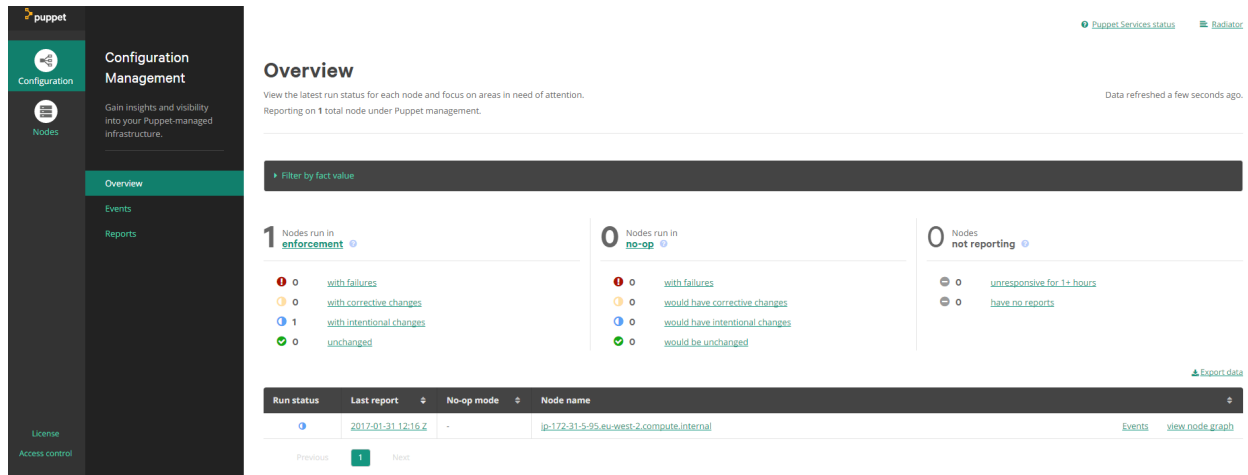 puppet
Puppet Services status
Radiator
Configuration
Nodes
License
Access control
Configuration
Management
Gain insights and visibility
into your Puppet-managed
infrastructure.
Overview
Events
Reports
Overview
View the latest run status for each node and focus on areas in need of attention.
Data refreshed a few seconds ago.
Reporting on 1 total node under Puppet management.
Filter by fact value
1 Nodes run in
enforcement
0 with failures
0 with corrective changes
1 with intentional changes
0 unchanged
0 Nodes run in
no-op
0 with failures
0 would have corrective changes
0 would have intentional changes
0 would be unchanged
0 Nodes
not reporting
0 unresponsive for 1+ hours
0 have no reports
Export data
Run status Last report No-op mode Node name
2017-01-31 12:16 Z - ip-172-31-5-95.eu-west-2.compute.internal Events view node graph
Previous 1 Next